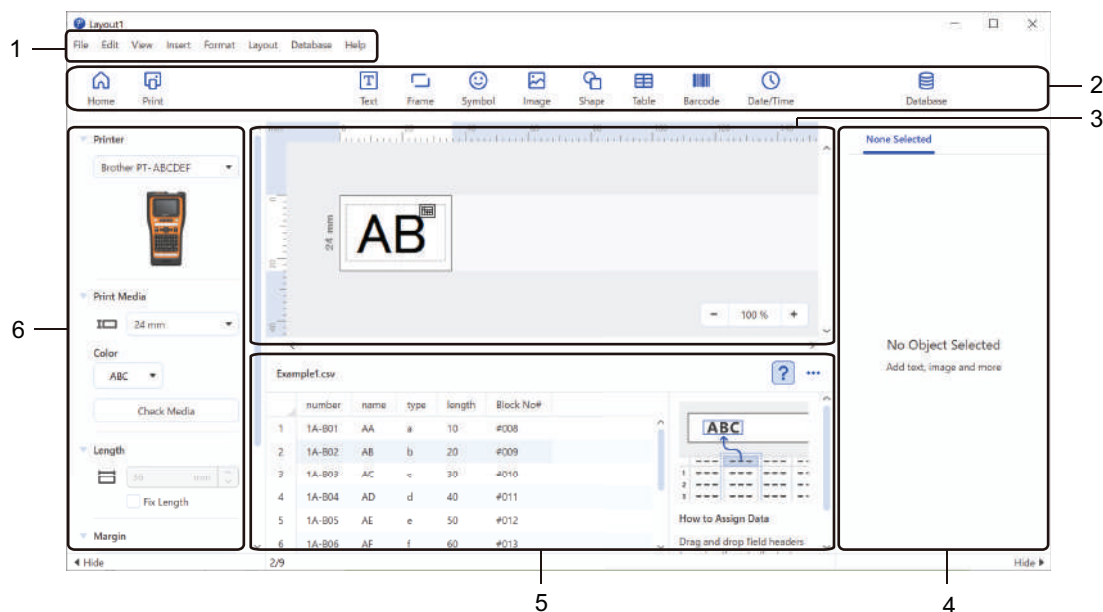 Layout1
1
File Edit View Insert Format Layout Database Help
Home Print Text Frame Symbol Image Shape Table Barcode Date/Time Database
2
3
Printer
Brother PT- ABCDEF
Print Media
24 mm
Color
ABC
Check Media
Length
mm
Fix Length
Margin
Hide
6
24 mm
AB
100 %
Example1.csv
?
number name type length Block No#
1 1A-B01 AA a 10 #008
2 1A-B02 AB b 20 #009
3 1A-B03 AC c 30 #010
4 1A-B04 AD d 40 #011
5 1A-B05 AE e 50 #012
6 1A-B06 AF f 60 #013
ABC
1
2
3
How to Assign Data
Drag and drop field headers
2/9
5
None Selected
No Object Selected
Add text, image and more
Hide
4